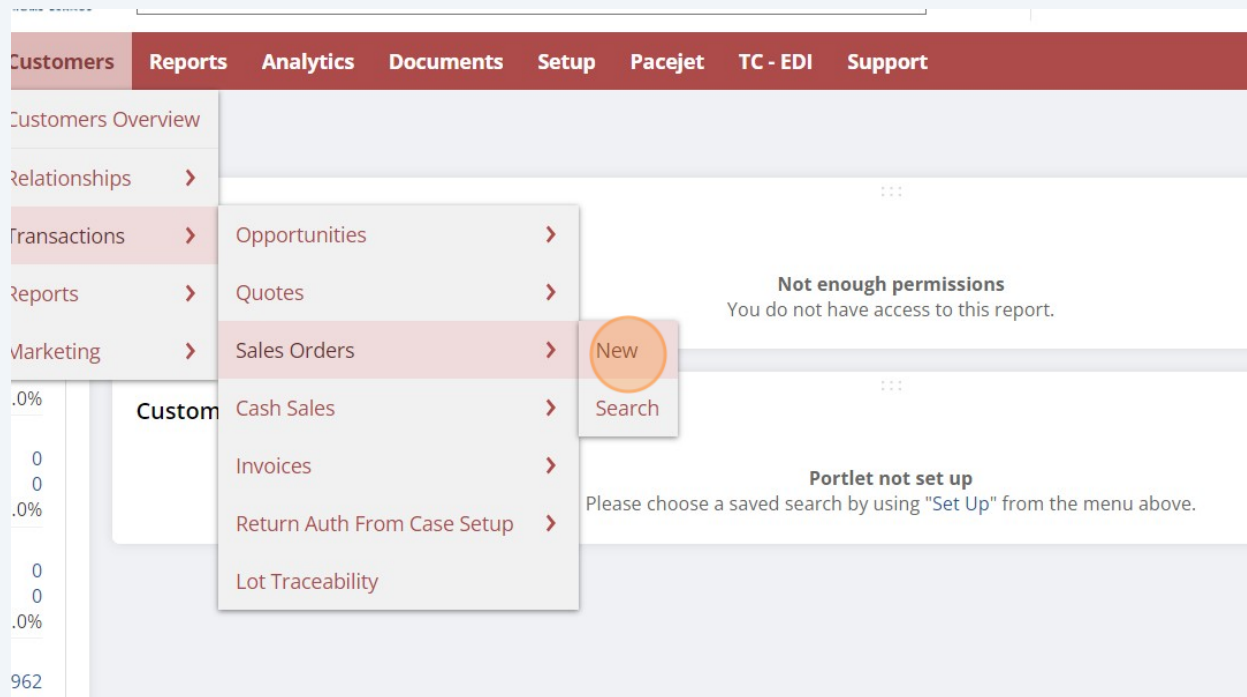 Customers Reports Analytics Documents Setup Pacejet TC - EDI Support
Customers Overview
Relationships
Transactions
Reports
Marketing
Opportunities
Quotes
Sales Orders
Cash Sales
Invoices
Return Auth From Case Setup
Lot Traceability
New
Search
Not enough permissions
You do not have access to this report.
Custom
Portlet not set up
Please choose a saved search by using "Set Up" from the menu above.
.0%
0
0
.0%
0
0
.0%
962